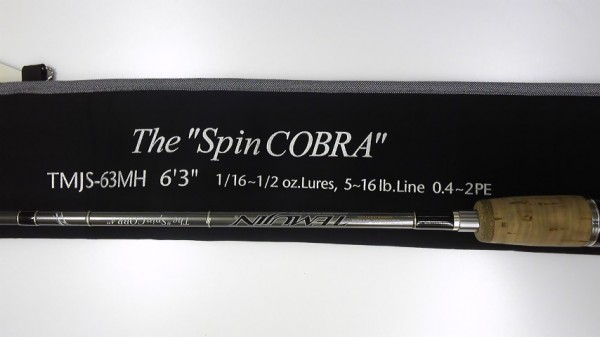 The "Spin COBRA"
TMJS-63MH 6'3" 1/16~1/2 oz.Lures, 5~16 lb.Line 0.4~2PE
The "Spin COBRA" TEMUJIN